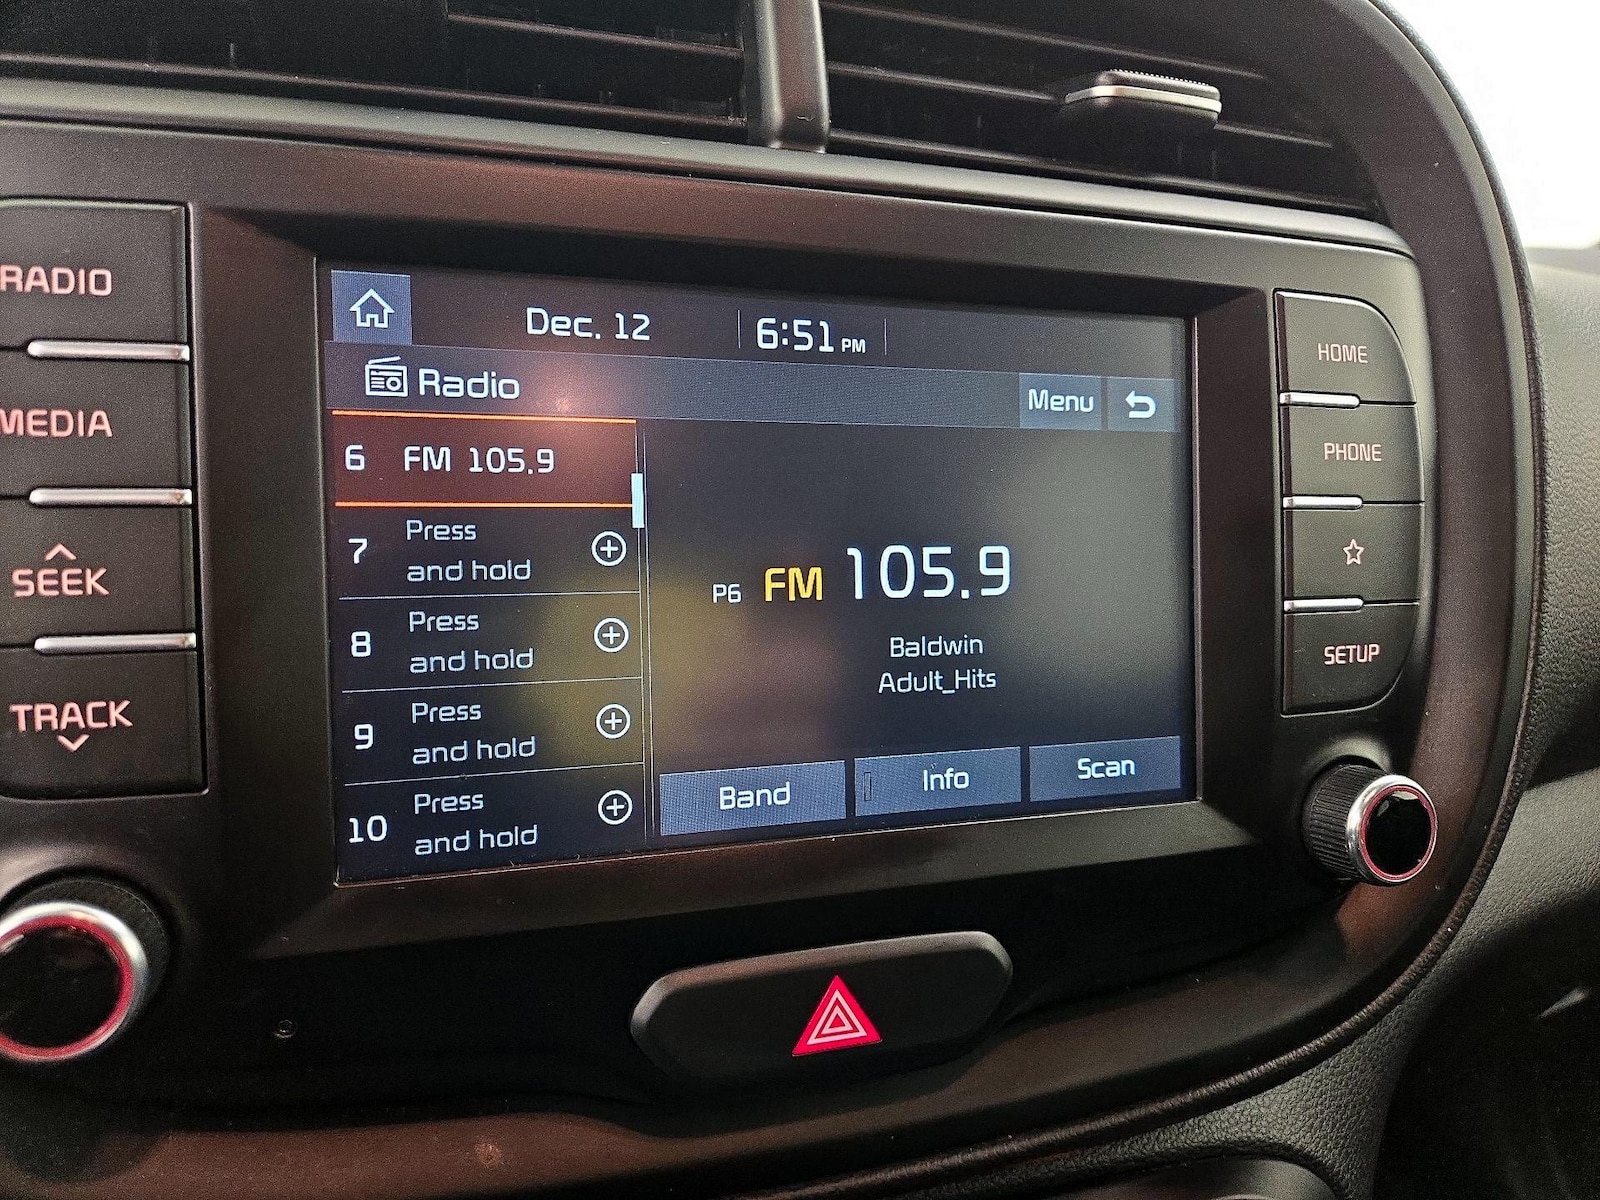 RADIO
MEDIA
SEEK
TRACK
Dec. 12
6:51 PM
Radio
Menu
6 FM 105.9
7 Press
and hold
8 Press
and hold
9 Press
and hold
10 Press
and hold
P6 FM 105.9
Baldwin
Adult_Hits
Band
Info
Scan
HOME
PHONE
SETUP